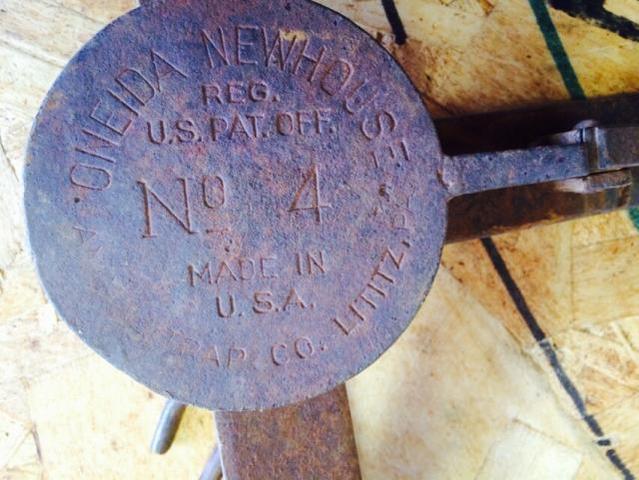 ONEIDA NEWHOUSE
REG.
U.S. PAT. OFF.
No 4
MADE IN
U.S.A.
TRAP CO. LITITZ, PA